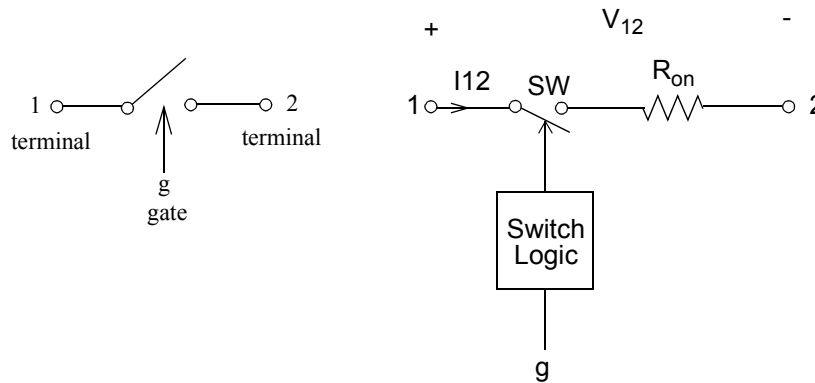 1
2
terminal
terminal
g
gate
+
V12
-
I12
SW
Ron
1
2
Switch
Logic
g